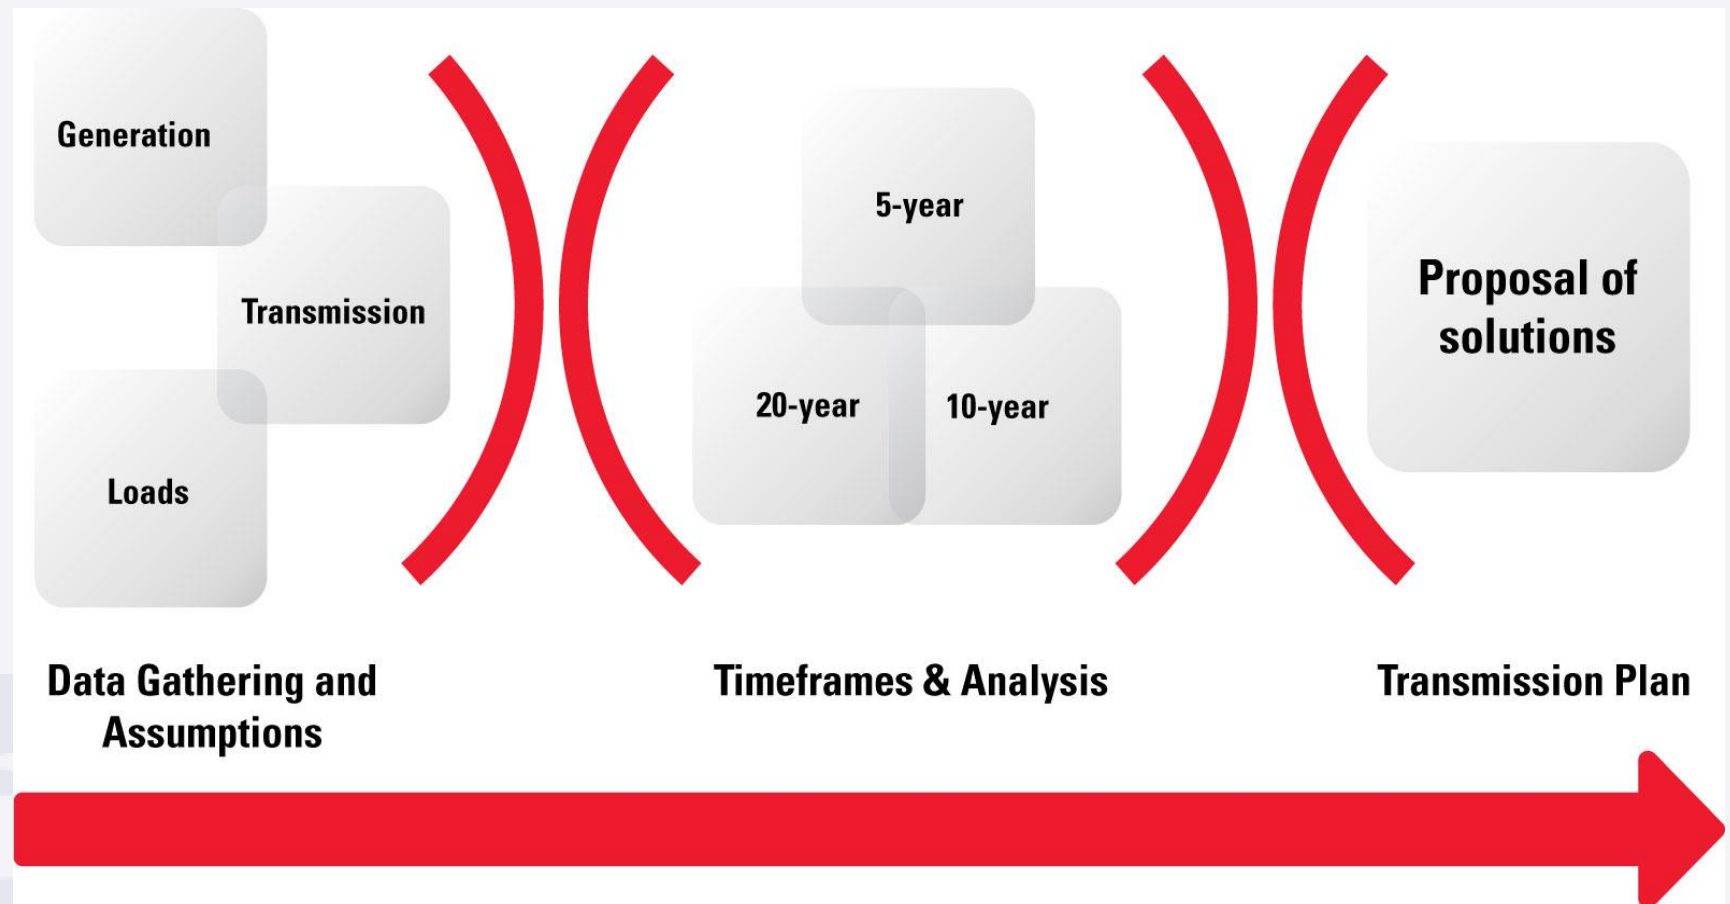 Generation
Transmission
Loads
5-year
20-year
10-year
Proposal of
solutions
Data Gathering and
Assumptions
Timeframes & Analysis
Transmission Plan